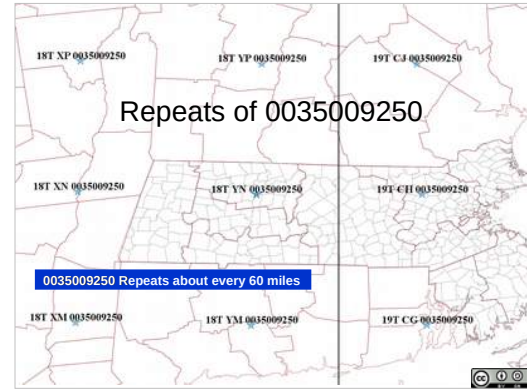 18T XP 0035009250
18T YP 0035009250
19T CJ 0035009250
Repeats of 0035009250
18T XN 0035009250
18T YN 0035009250
19T CH 0035009250
0035009250 Repeats about every 60 miles
18T XM 0035009250
18T YM 0035009250
19T CG 0035009250
cc